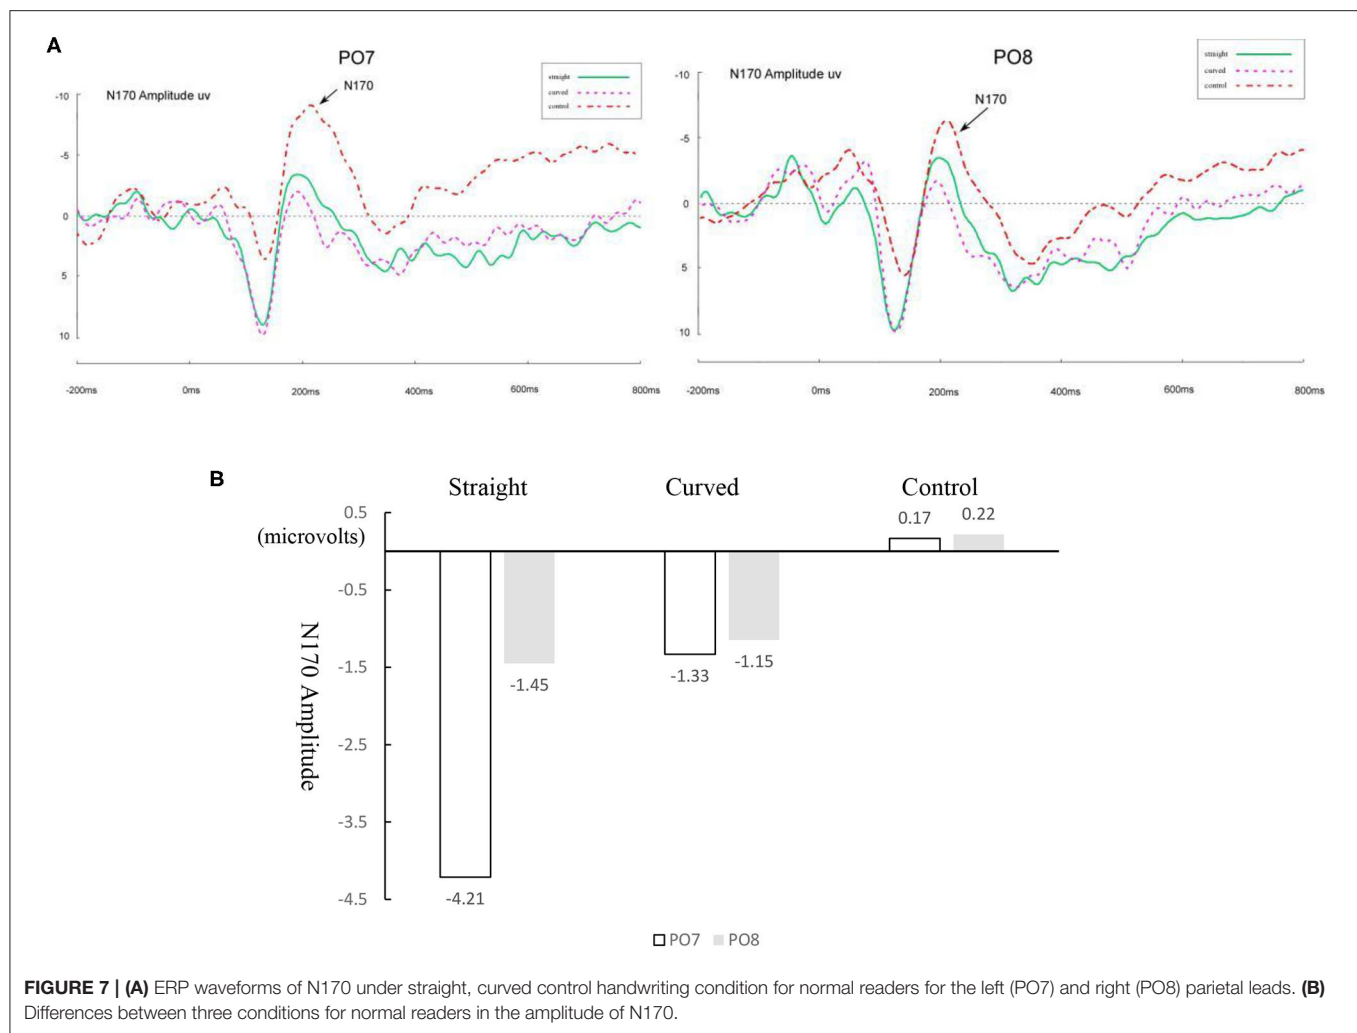 A
PO7
N170 Amplitude uv
N170
straight
curved
control
-10
-5
0
5
10
-200ms
0ms
200ms
400ms
600ms
800ms
PO8
N170 Amplitude uv
N170
straight
curved
control
-10
-5
0
5
10
-200ms
0ms
200ms
400ms
600ms
800ms
B
Straight Curved Control
(microvolts)
N170 Amplitude
0.5
-0.5
-1.5
-2.5
-3.5
-4.5
-4.21
-1.45
-1.33
-1.15
0.17
0.22
PO7 PO8
FIGURE 7 | (A) ERP waveforms of N170 under straight, curved control handwriting condition for normal readers for the left (PO7) and right (PO8) parietal leads. (B)
Differences between three conditions for normal readers in the amplitude of N170.